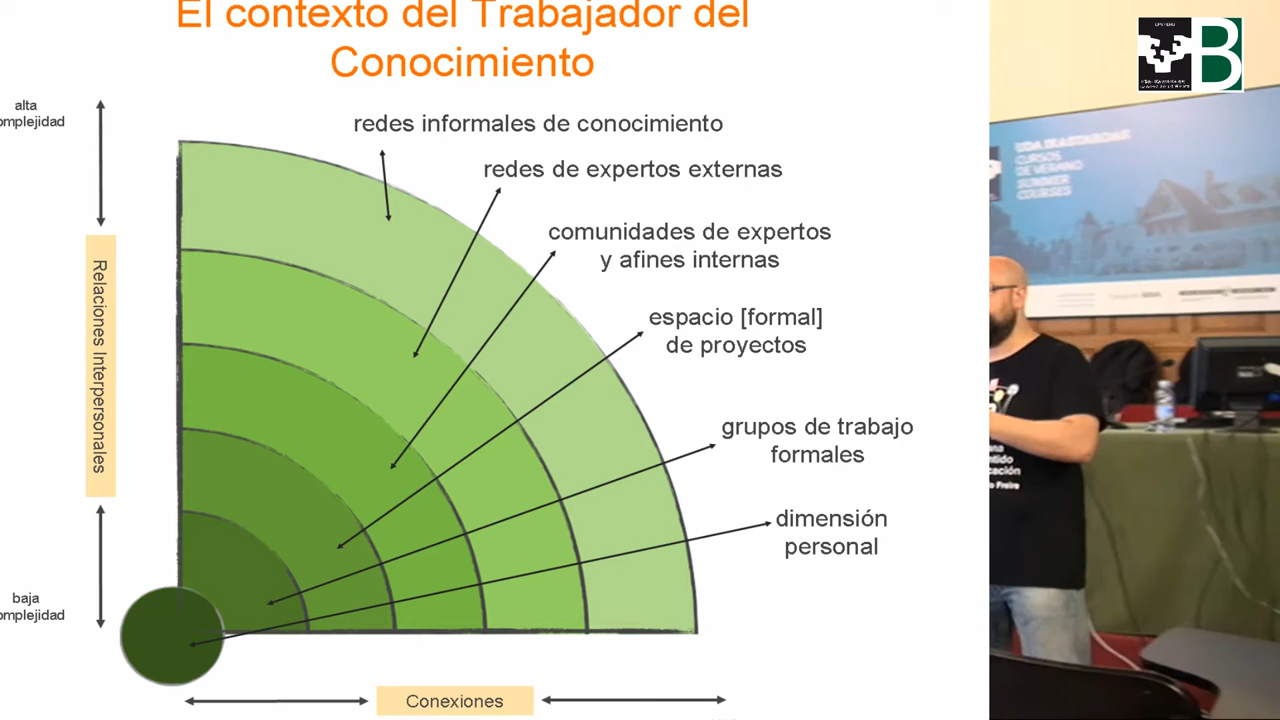 El contexto del Trabajador del
Conocimiento
alta
omplejidad
redes informales de conocimiento
redes de expertos externas
comunidades de expertos
y afines internas
espacio [formal]
de proyectos
grupos de trabajo
formales
dimensión
personal
Relaciones Interpersonales
baja
omplejidad
Conexiones
B
UDA IKASTAROAK
CURSOS
DE VERANO
SUMMER
COURSES